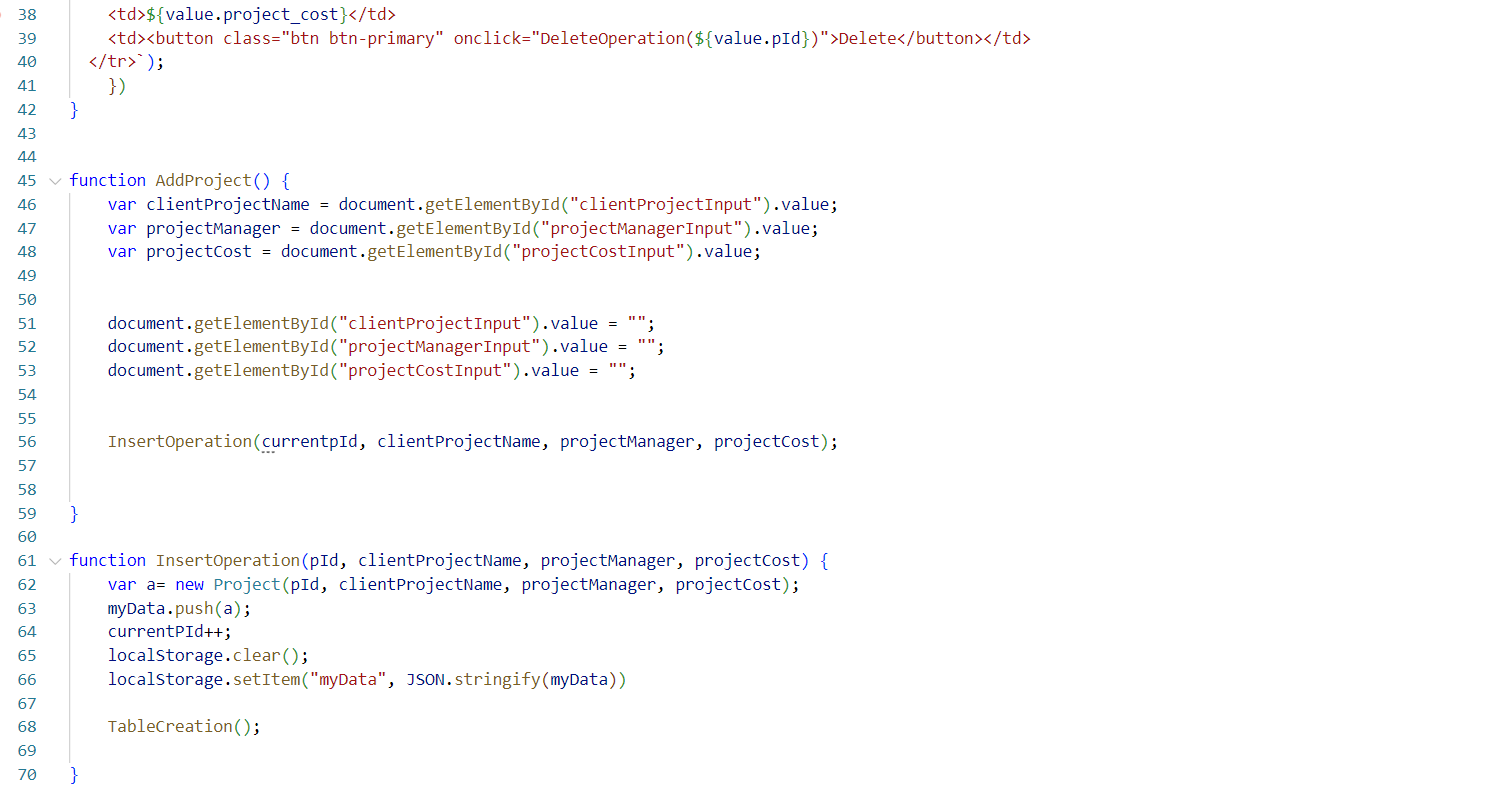 38 <td>${value.project_cost}</td>
39 <td><button class="btn btn-primary" onclick="DeleteOperation(${value.pId})">Delete</button></td>
40 </tr>`);
41 })
42 }
43
44
45 function AddProject() {
46 var clientProjectName = document.getElementById("clientProjectInput").value;
47 var projectManager = document.getElementById("projectManagerInput").value;
48 var projectCost = document.getElementById("projectCostInput").value;
49
50
51 document.getElementById("clientProjectInput").value = "";
52 document.getElementById("projectManagerInput").value = "";
53 document.getElementById("projectCostInput").value = "";
54
55
56 InsertOperation(currentpId, clientProjectName, projectManager, projectCost);
57
58
59 }
60
61 function InsertOperation(pId, clientProjectName, projectManager, projectCost) {
62 var a= new Project(pId, clientProjectName, projectManager, projectCost);
63 myData.push(a);
64 currentPId++;
65 localStorage.clear();
66 localStorage.setItem("myData", JSON.stringify(myData))
67
68 TableCreation();
69
70 }